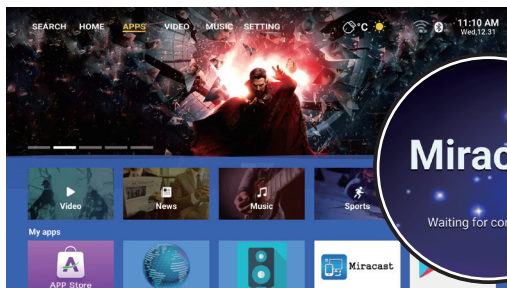 SEARCH HOME APPS VIDEO MUSIC SETTING
°C
11:10 AM
Wed,12.31
Mirac
Waiting for con
Video
News
Music
Sports
My apps
APP Store
Miracast